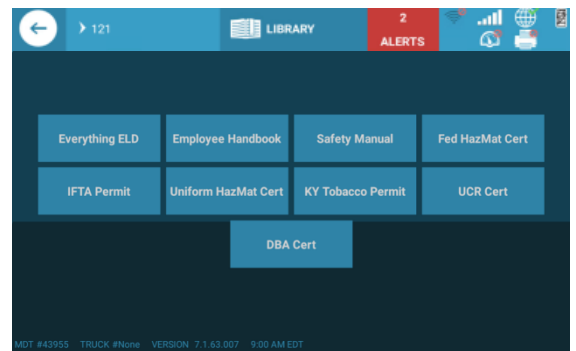 121
LIBRARY
2
ALERTS
Everything ELD
Employee Handbook
Safety Manual
Fed HazMat Cert
IFTA Permit
Uniform HazMat Cert
KY Tobacco Permit
UCR Cert
DBA Cert
MDT #43955 TRUCK #None VERSION 7.1.63.007 9:00 AM EDT